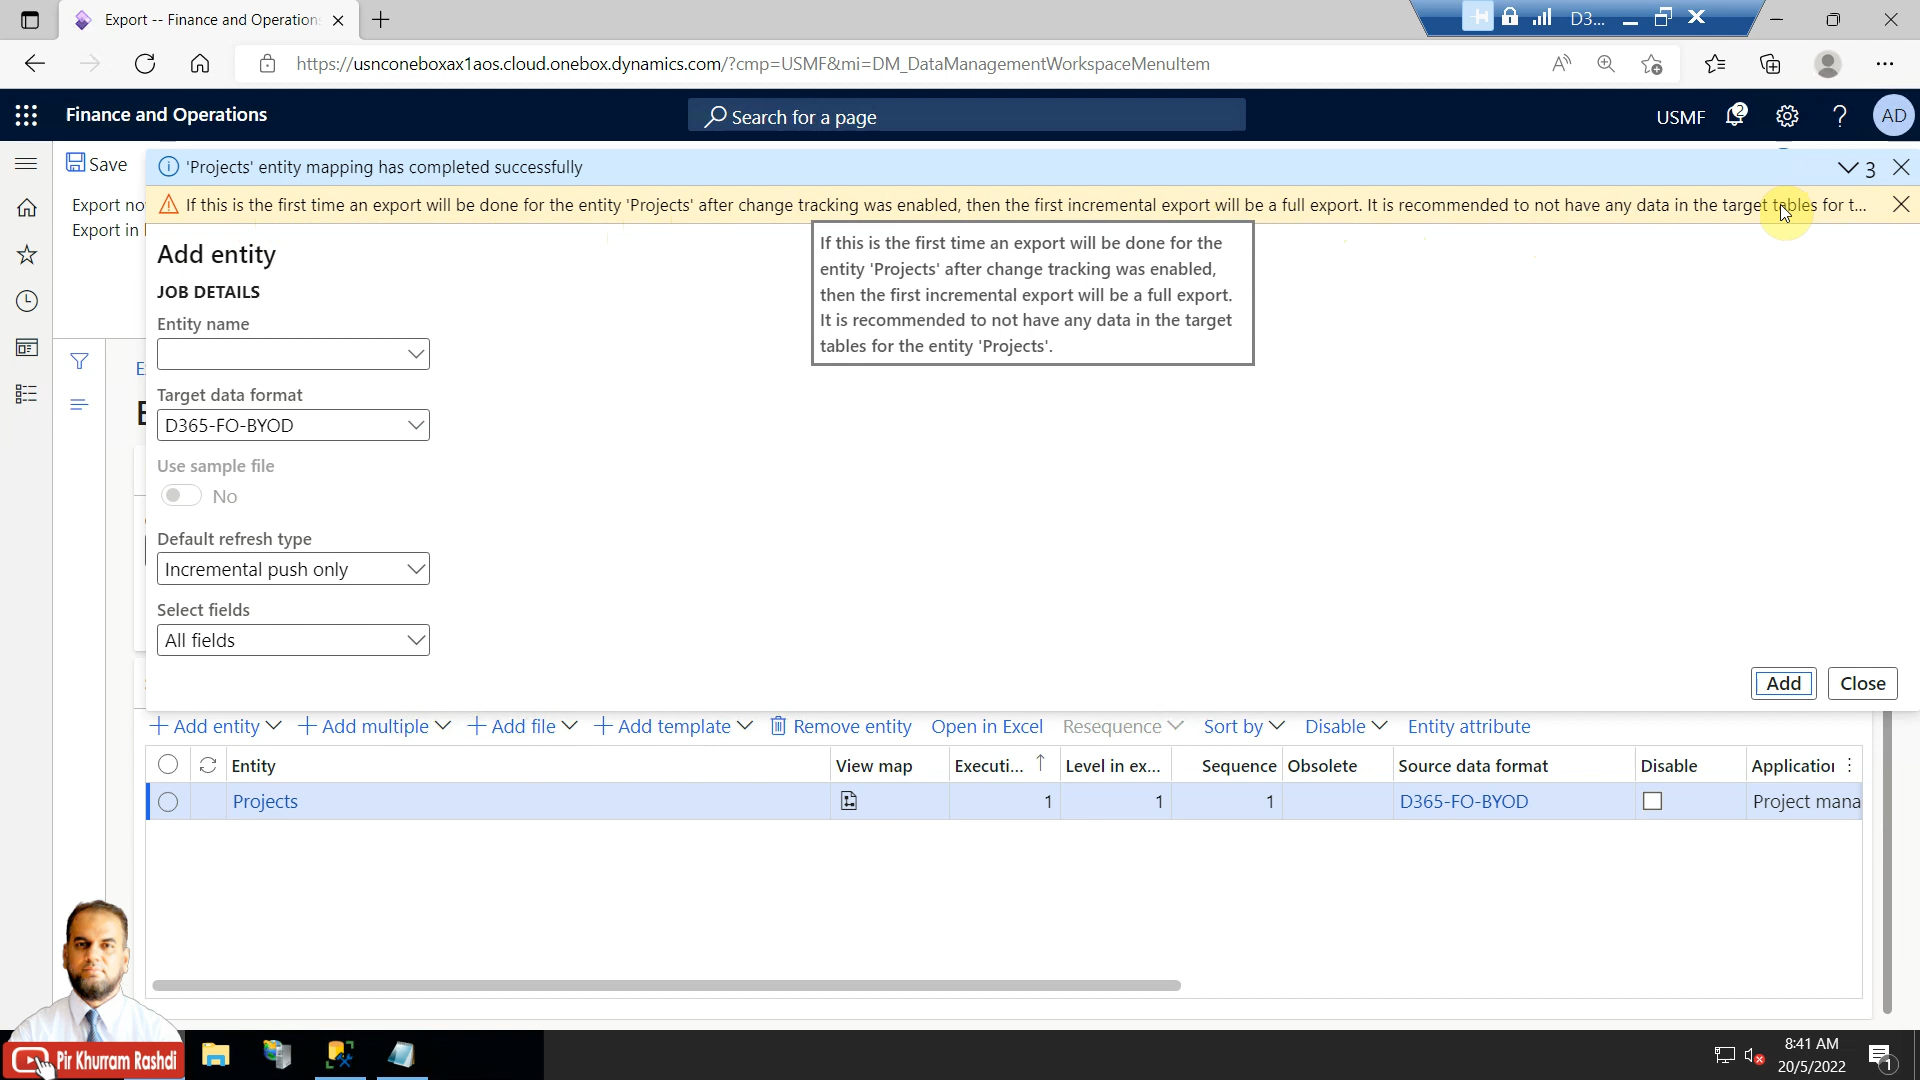 Export -- Finance and Operation
D3...
https://usnconeboxax1aos.cloud.onebox.dynamics.com/?cmp=USMF&mi=DM_DataManagementWorkspaceMenuItem
Finance and Operations
Search for a page
USMF
2
?
AD
Save
'Projects' entity mapping has completed successfully
3
Export no
If this is the first time an export will be done for the entity 'Projects' after change tracking was enabled, then the first incremental export will be a full export. It is recommended to not have any data in the target tables for t...
Export in
If this is the first time an export will be done for the
entity 'Projects' after change tracking was enabled,
then the first incremental export will be a full export.
It is recommended to not have any data in the target
tables for the entity 'Projects'.
Add entity
JOB DETAILS
Entity name
Target data format
D365-FO-BYOD
Use sample file
No
Default refresh type
Incremental push only
Select fields
All fields
Add
Close
Add entity
Add multiple
Add file
Add template
Remove entity
Open in Excel
Resequence
Sort by
Disable
Entity attribute
Entity
View map
Executi...
Level in ex...
Sequence
Obsolete
Source data format
Disable
Application
Projects
1
1
1
D365-FO-BYOD
Project mana
Pir Khurram Rashdi
8:41 AM
20/5/2022
1